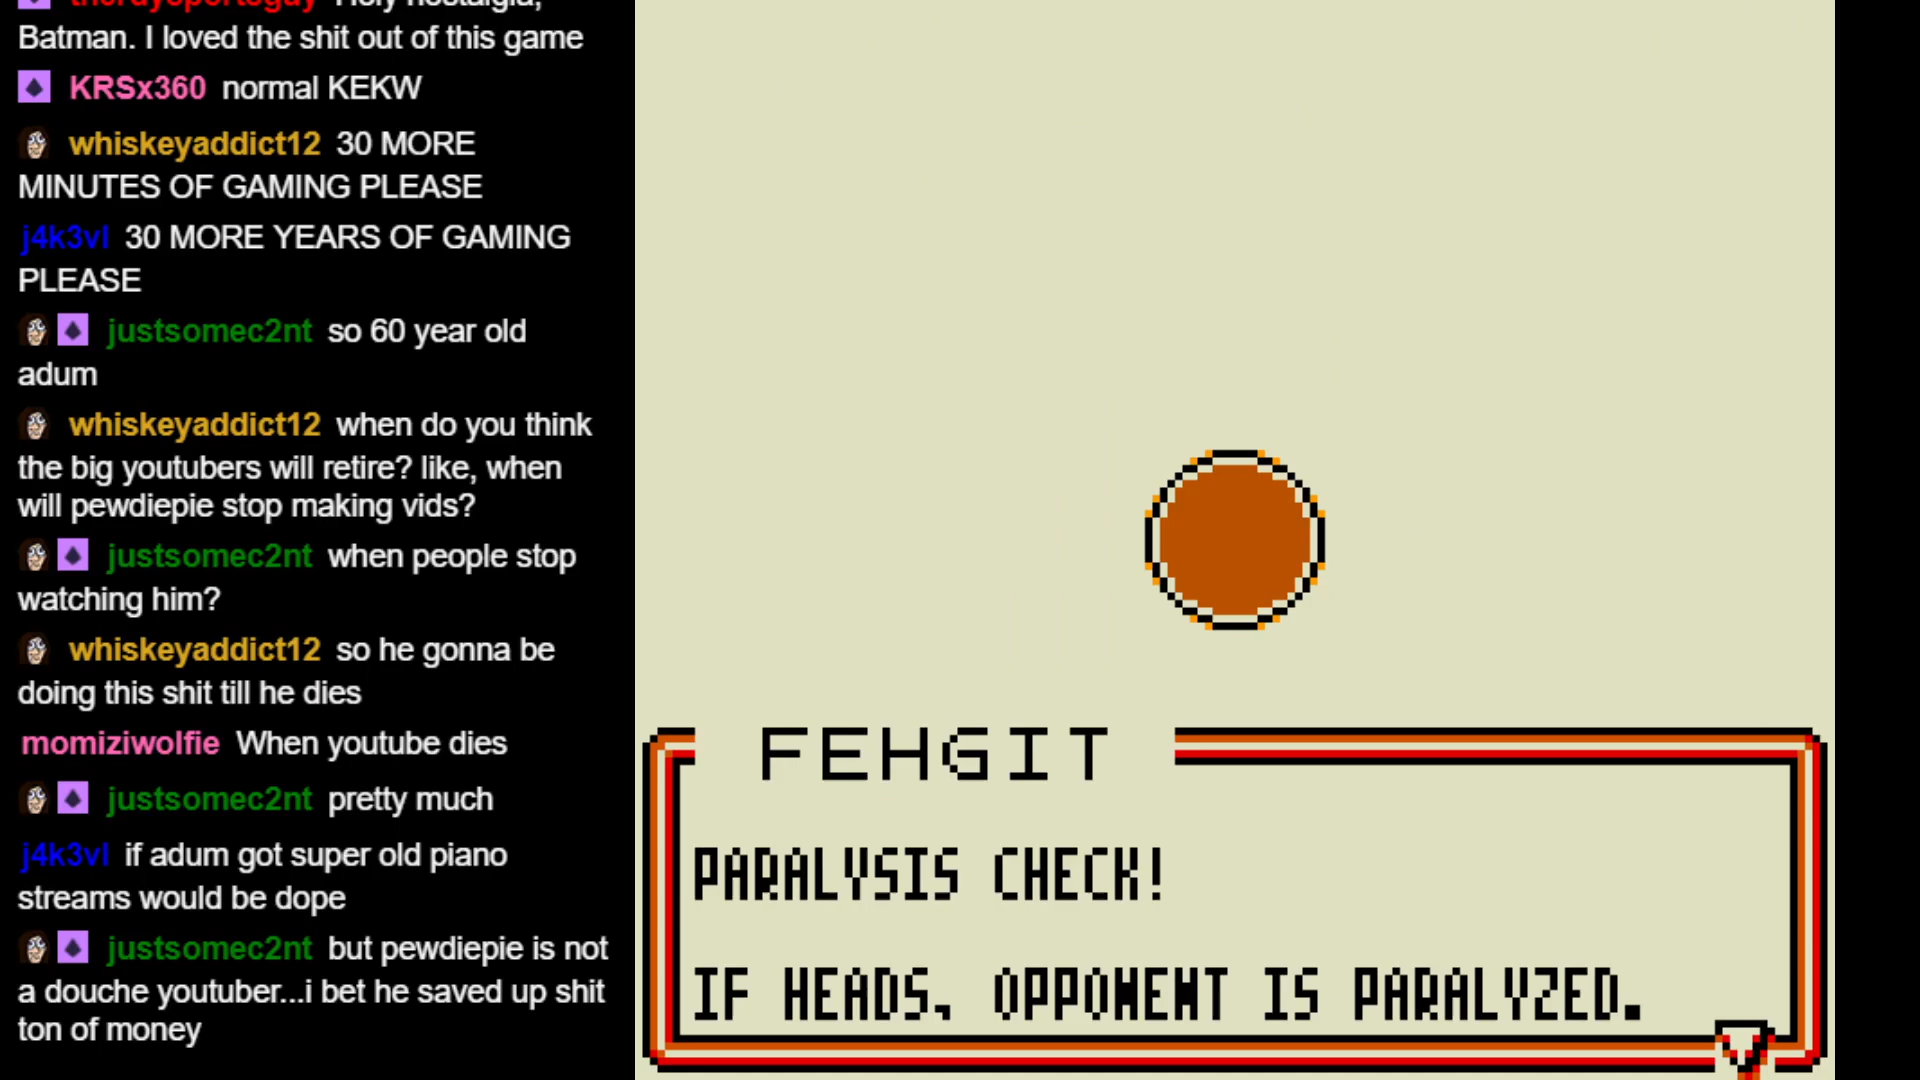 therdysportsguy Holy nostalgia,
Batman. I loved the shit out of this game
KRSx360 normal KEKW
whiskeyaddict12 30 MORE
MINUTES OF GAMING PLEASE
j4k3vl 30 MORE YEARS OF GAMING
PLEASE
justsomec2nt so 60 year old
adum
whiskeyaddict12 when do you think
the big youtubers will retire? like, when
will pewdiepie stop making vids?
justsomec2nt when people stop
watching him?
whiskeyaddict12 so he gonna be
doing this shit till he dies
momiziwolfie When youtube dies
justsomec2nt pretty much
j4k3vl if adum got super old piano
streams would be dope
justsomec2nt but pewdiepie is not
a douche youtuber...i bet he saved up shit
ton of money
FEHGIT
PARALYSIS CHECK!
IF HEADS, OPPONENT IS PARALYZED.